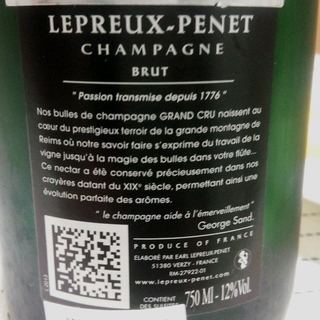 LEPREUX-PENET
CHAMPAGNE
BRUT
"Passion transmise depuis 1776"
Nos bulles de champagne GRAND CRU naissent au
cœur du prestigieux terroir de la grande montagne de
Reims où notre savoir faire s'exprime du travail de la
vigne jusqu'à la magie des bulles dans votre flûte...
Ce nectar a été conservé précieusement dans nos
crayères datant du XIXe siècle, permettant ainsi une
évolution parfaite des arômes.
" le champagne aide à l'émerveillement"
George Sand.
PRODUCE OF FRANCE
ÉLABORÉ PAR EARL LEPREUX-PENET
51380 VERZY - FRANCE
RM-27922-01
www.lepreux-penet.com
CONTIENT
DES SULFITES
750 Ml - 12% Vol.